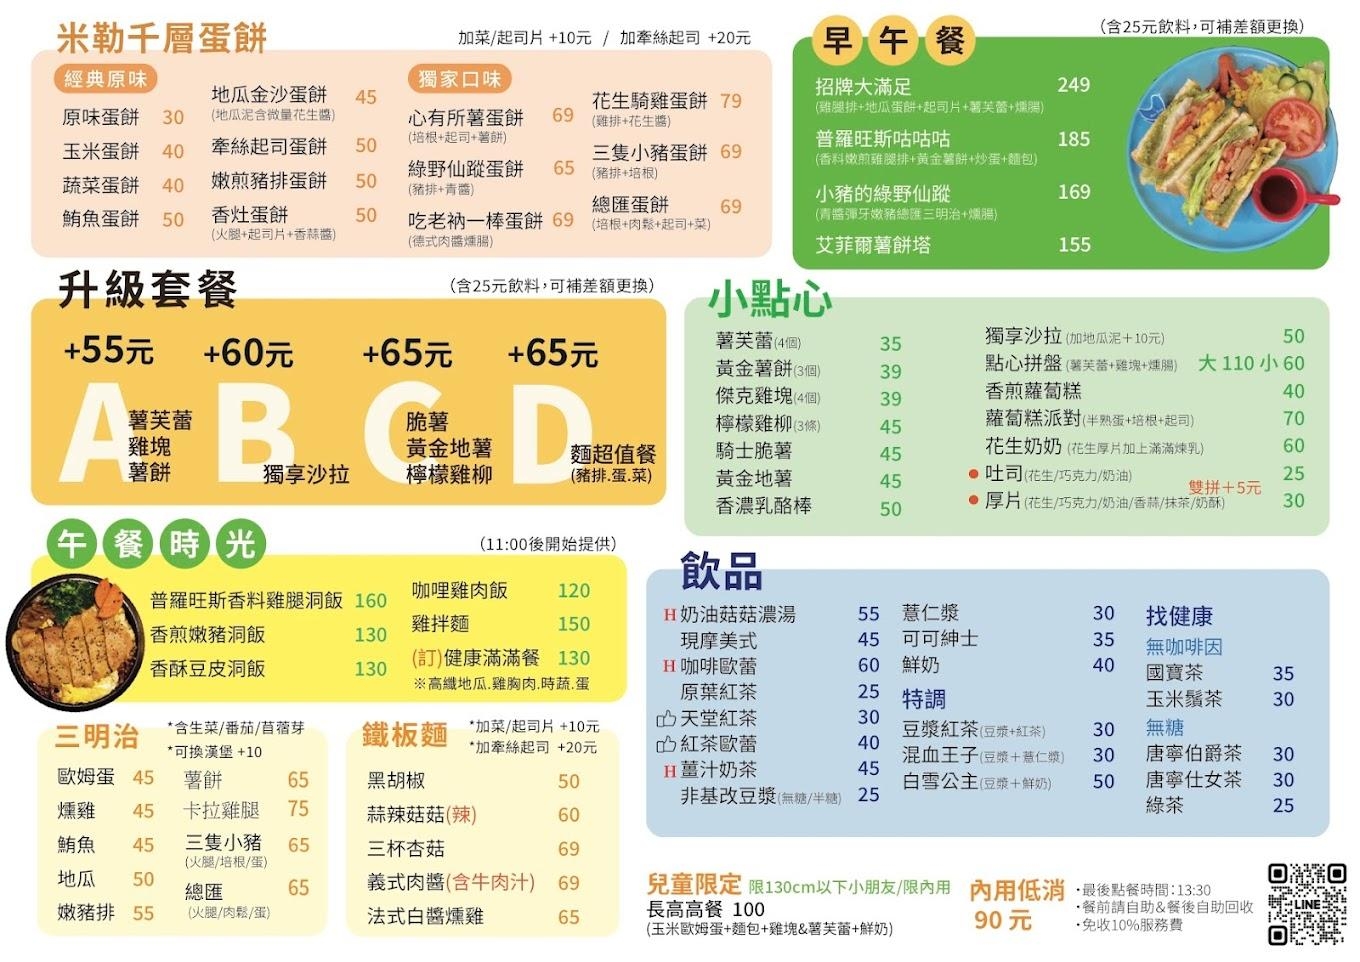 米勒千層蛋餅
加菜/起司片 +10元 / 加牽絲起司 +20元
經典原味
原味蛋餅 30
玉米蛋餅 40
蔬菜蛋餅 40
鮪魚蛋餅 50
地瓜金沙蛋餅 45
(地瓜泥含微量花生醬)
牽絲起司蛋餅 50
嫩煎豬排蛋餅 50
香灶蛋餅 50
(火腿+起司片+香蒜醬)
獨家口味
心有所薯蛋餅 69
(培根+起司+薯餅)
綠野仙蹤蛋餅 65
(豬排+青醬)
吃老衲一棒蛋餅 69
(德式肉醬燻腸)
花生騎雞蛋餅 79
(雞排+花生醬)
三隻小豬蛋餅 69
(豬排+培根)
總匯蛋餅 69
(培根+肉鬆+起司+菜)
早午餐
(含25元飲料,可補差額更換)
招牌大滿足 249
(雞腿排+地瓜蛋餅+起司片+薯芙蕾+燻腸)
普羅旺斯咕咕咕 185
(香料嫩煎雞腿排+黃金薯餅+炒蛋+麵包)
小豬的綠野仙蹤 169
(青醬彈牙嫩豬總匯三明治+燻腸)
艾菲爾薯餅塔 155
升級套餐
(含25元飲料,可補差額更換)
+55元
A
薯芙蕾
雞塊
薯餅
+60元
B
獨享沙拉
+65元
C
脆薯
黃金地薯
檸檬雞柳
+65元
D
麵超值餐
(豬排.蛋.菜)
小點心
薯芙蕾(4個) 35
黃金薯餅(3個) 39
傑克雞塊(4個) 39
檸檬雞柳(3條) 45
騎士脆薯 45
黃金地薯 45
香濃乳酪棒 50
獨享沙拉 (加地瓜泥+10元) 50
點心拼盤 (薯芙蕾+雞塊+燻腸) 大 110 小 60
香煎蘿蔔糕 40
蘿蔔糕派對(半熟蛋+培根+起司) 70
花生奶奶 (花生厚片加上滿滿煉乳) 60
●吐司(花生/巧克力/奶油) 25
雙拼+5元
●厚片(花生/巧克力/奶油/香蒜/抹茶/奶酥) 30
午餐時光
(11:00後開始提供)
普羅旺斯香料雞腿洞飯 160
香煎嫩豬洞飯 130
香酥豆皮洞飯 130
咖哩雞肉飯 120
雞拌麵 150
(訂)健康滿滿餐 130
※高纖地瓜.雞胸肉.時蔬.蛋
飲品
H 奶油菇菇濃湯 55
現摩美式 45
H 咖啡歐蕾 60
原葉紅茶 25
天堂紅茶 30
紅茶歐蕾 40
H 薑汁奶茶 45
非基改豆漿(無糖/半糖) 25
薏仁漿 30
可可紳士 35
鮮奶 40
特調
豆漿紅茶(豆漿+紅茶) 30
混血王子(豆漿+薏仁漿) 30
白雪公主(豆漿+鮮奶) 50
找健康
無咖啡因
國寶茶 35
玉米鬚茶 30
無糖
唐寧伯爵茶 30
唐寧仕女茶 30
綠茶 25
三明治
*含生菜/番茄/苜蓿芽
*可換漢堡 +10
歐姆蛋 45
燻雞 45
鮪魚 45
地瓜 50
嫩豬排 55
薯餅 65
卡拉雞腿 75
三隻小豬 65
(火腿/培根/蛋)
總匯 65
(火腿/肉鬆/蛋)
鐵板麵
*加菜/起司片 +10元
*加牽絲起司 +20元
黑胡椒 50
蒜辣菇菇(辣) 60
三杯杏菇 69
義式肉醬(含牛肉汁) 69
法式白醬燻雞 65
兒童限定 限130cm以下小朋友/限內用
長高高餐 100
(玉米歐姆蛋+麵包+雞塊&薯芙蕾+鮮奶)
內用低消
90 元
·最後點餐時間:13:30
·餐前請自助&餐後自助回收
·免收10%服務費
LINE